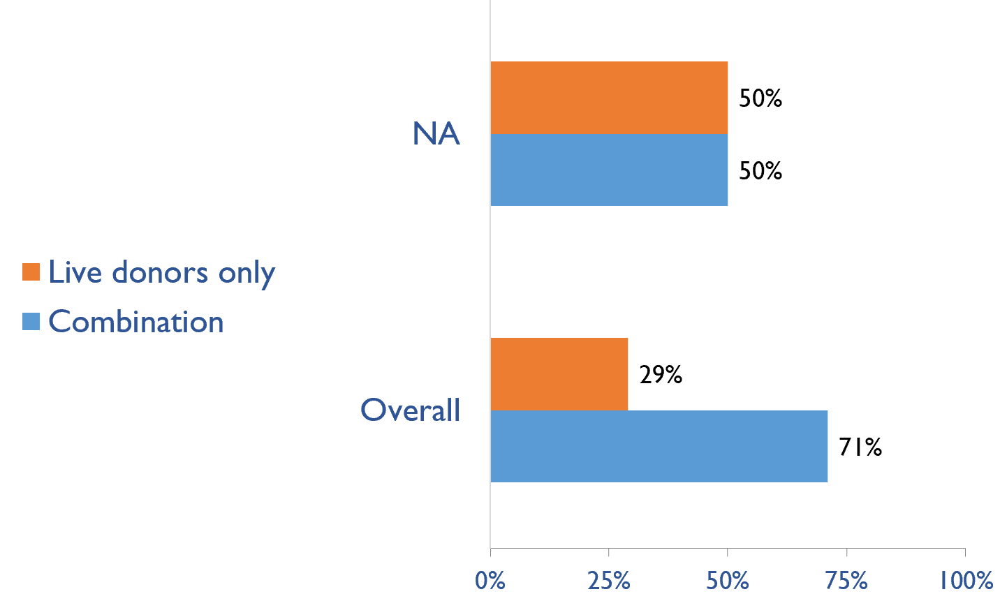 50%
NA
50%
Live donors only
Combination
29%
Overall
71%
0% 25% 50% 75% 100%